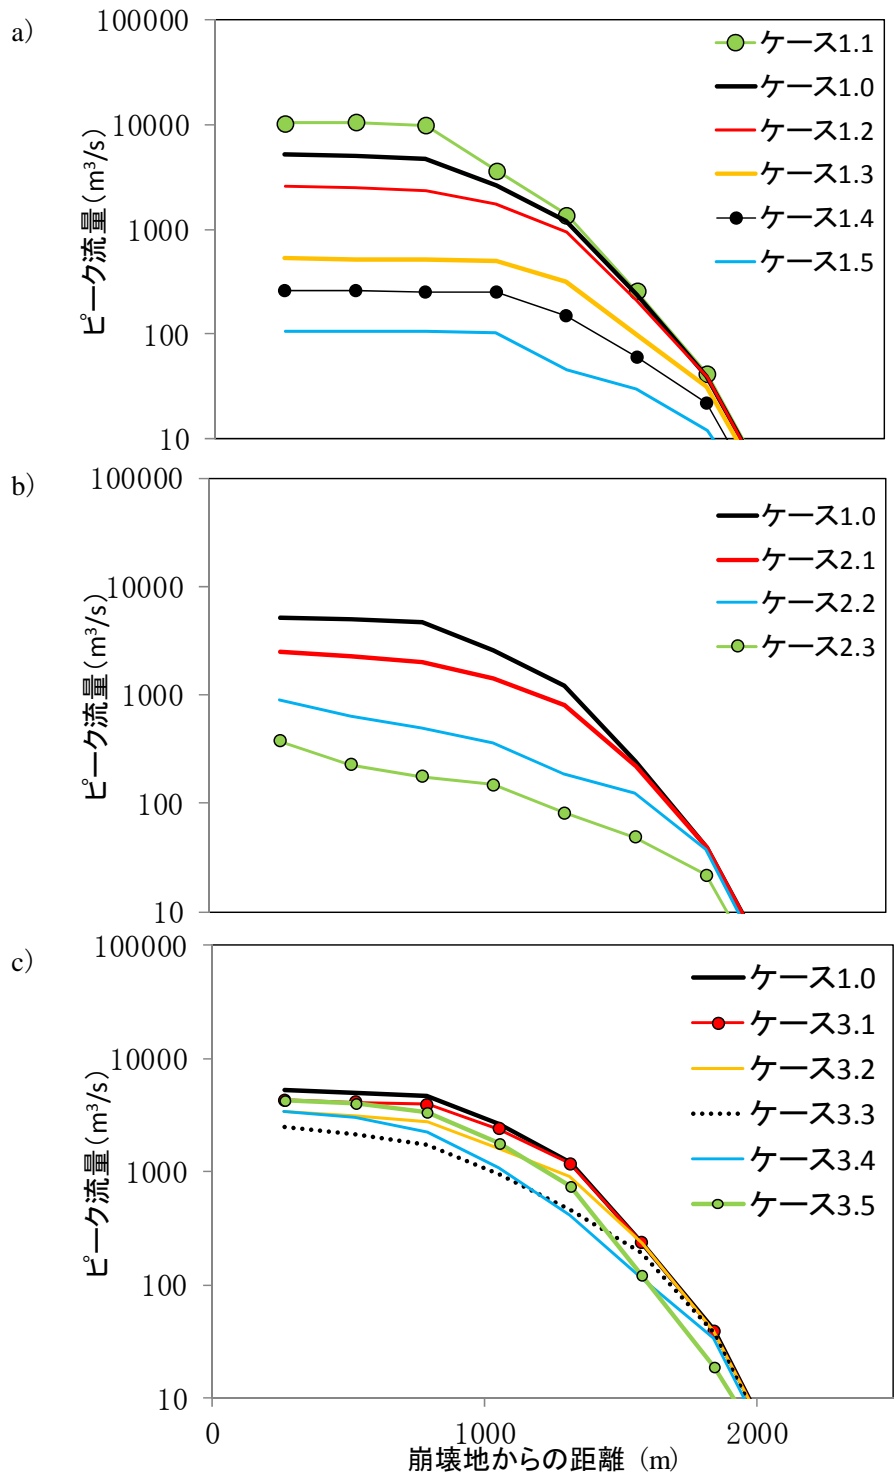 a)
100000
10000
1000
100
10
ピーク流量(m³/s)
ケース1.1
ケース1.0
ケース1.2
ケース1.3
ケース1.4
ケース1.5
b)
100000
10000
1000
100
10
ピーク流量(m³/s)
ケース1.0
ケース2.1
ケース2.2
ケース2.3
c)
100000
10000
1000
100
10
ピーク流量(m³/s)
ケース1.0
ケース3.1
ケース3.2
ケース3.3
ケース3.4
ケース3.5
0 1000 2000
崩壊地からの距離 (m)